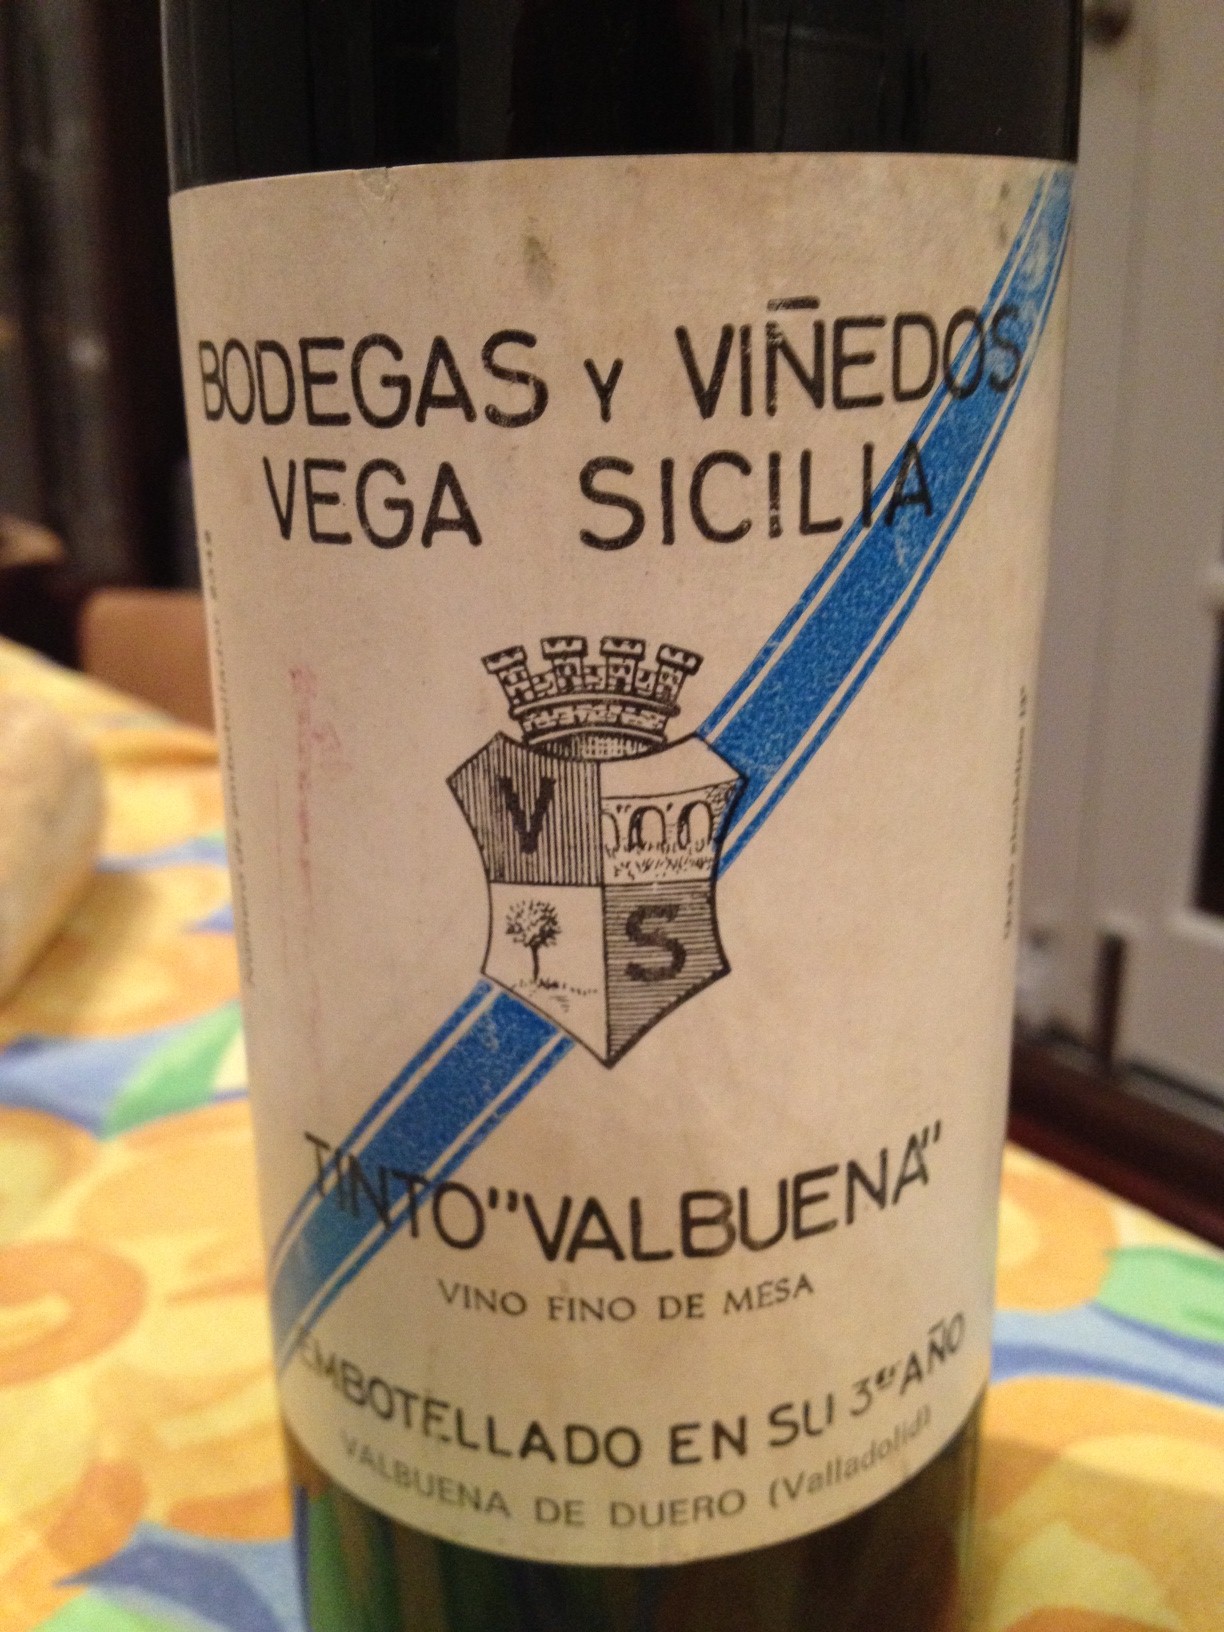 BODEGAS Y VIÑEDOS
VEGA SICILIA
V
S
TINTO "VALBUENA"
VINO FINO DE MESA
EMBOTELLADO EN SU 3er AÑO
VALBUENA DE DUERO (Valladolid)